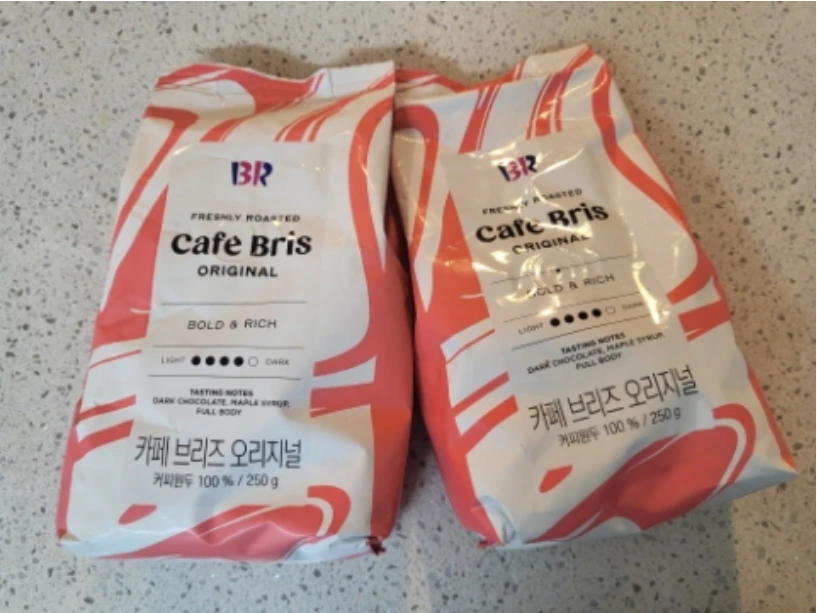 BR
FRESHLY ROASTED
Café Bris
ORIGINAL
BOLD & RICH
LIGHT DARK
TASTING NOTES
DARK CHOCOLATE, MAPLE SYRUP,
FULL BODY
카페 브리즈 오리지널
커피원두 100 % / 250 g
BR
FRESHLY ROASTED
Café Bris
ORIGINAL
BOLD & RICH
LIGHT DARK
TASTING NOTES
DARK CHOCOLATE, MAPLE SYRUP,
FULL BODY
카페 브리즈 오리지널
커피원두 100 % / 250 g